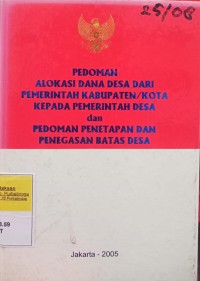 25/08
PEDOMAN
ALOKASI DANA DESA DARI
PEMERINTAH KABUPATEN/KOTA
KEPADA PEMERINTAH DESA
dan
PEDOMAN PENETAPAN DAN
PENEGASAN BATAS DESA
Jakarta - 2005